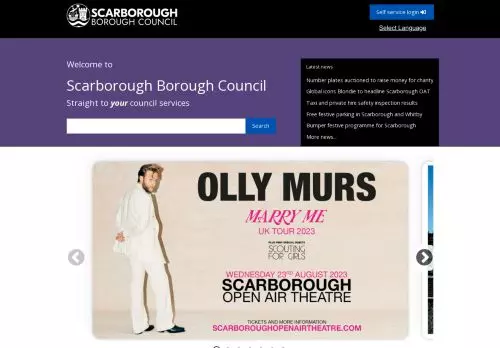 SCARBOROUGH
BOROUGH COUNCIL
Self service login
Select Language
Welcome to
Scarborough Borough Council
Straight to your council services
Search
Latest news
Number plates auctioned to raise money for charity
Global icons Blondie to headline Scarborough OAT
Taxi and private hire safety inspection results
Free festive parking in Scarborough and Whitby
Bumper festive programme for Scarborough
More news..
OLLY MURS
MARRY ME
UK TOUR 2023
PLUS VERY SPECIAL GUESTS
SCOUTING
FOR GIRLS
WEDNESDAY 23RD AUGUST 2023
SCARBOROUGH
OPEN AIR THEATRE
TICKETS AND MORE INFORMATION
SCARBOROUGHOPENAIRTHEATRE.COM